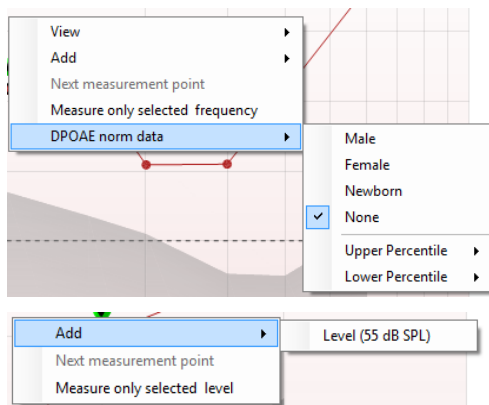 View
Add
Next measurement point
Measure only selected frequency
DPOAE norm data
Male
Female
Newborn
None
Upper Percentile
Lower Percentile
Add
Level (55 dB SPL)
Next measurement point
Measure only selected level